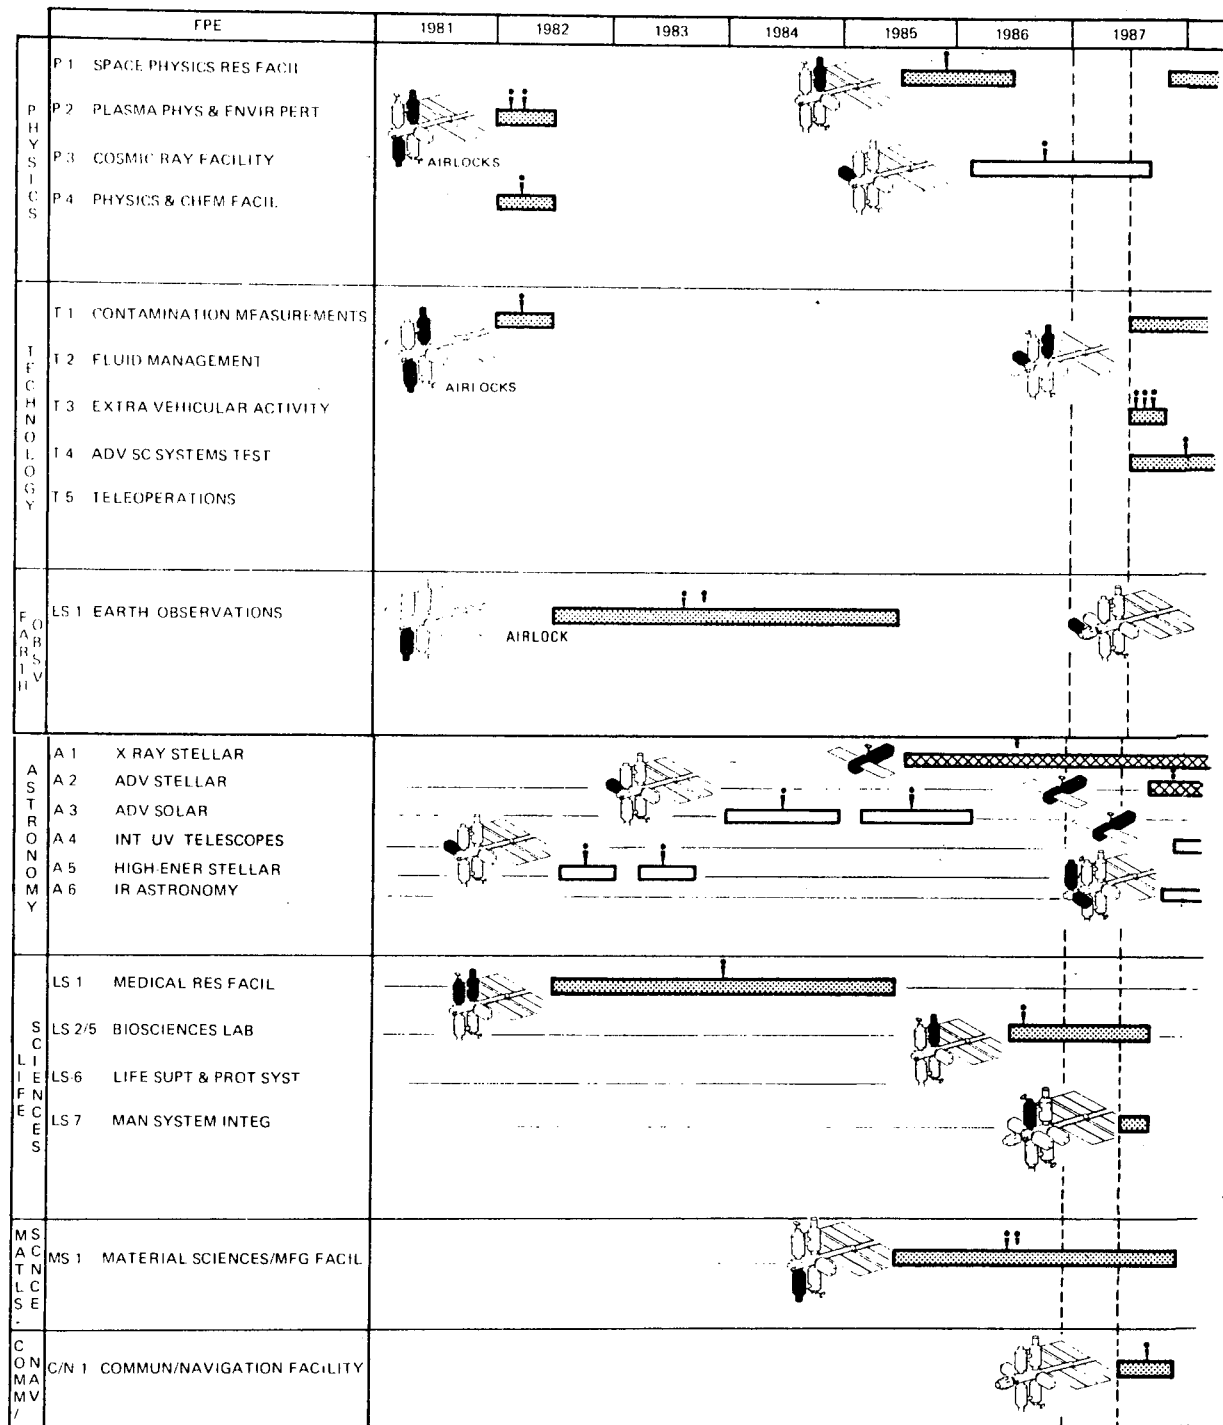 FPE 1981 1982 1983 1984 1985 1986 1987
PHYSICS
P 1 SPACE PHYSICS RES FACIL
P 2 PLASMA PHYS & ENVIR PERT
AIRLOCKS
P 3 COSMIC RAY FACILITY
P 4 PHYSICS & CHEM FACIL
TECHNOLOGY
T 1 CONTAMINATION MEASUREMENTS
T 2 FLUID MANAGEMENT
AIRLOCKS
T 3 EXTRA VEHICULAR ACTIVITY
T 4 ADV SC SYSTEMS TEST
T 5 TELEOPERATIONS
EARTH OBSV
LS 1 EARTH OBSERVATIONS
AIRLOCK
ASTRONOMY
A 1 X RAY STELLAR
A 2 ADV STELLAR
A 3 ADV SOLAR
A 4 INT UV TELESCOPES
A 5 HIGH-ENER STELLAR
A 6 IR ASTRONOMY
LIFE SCIENCES
LS 1 MEDICAL RES FACIL
LS 2/5 BIOSCIENCES LAB
LS-6 LIFE SUPT & PROT SYST
LS 7 MAN SYSTEM INTEG
MATLS- SCNCE
MS 1 MATERIAL SCIENCES/MFG FACIL
COMM/ NAV
C/N 1 COMMUN/NAVIGATION FACILITY